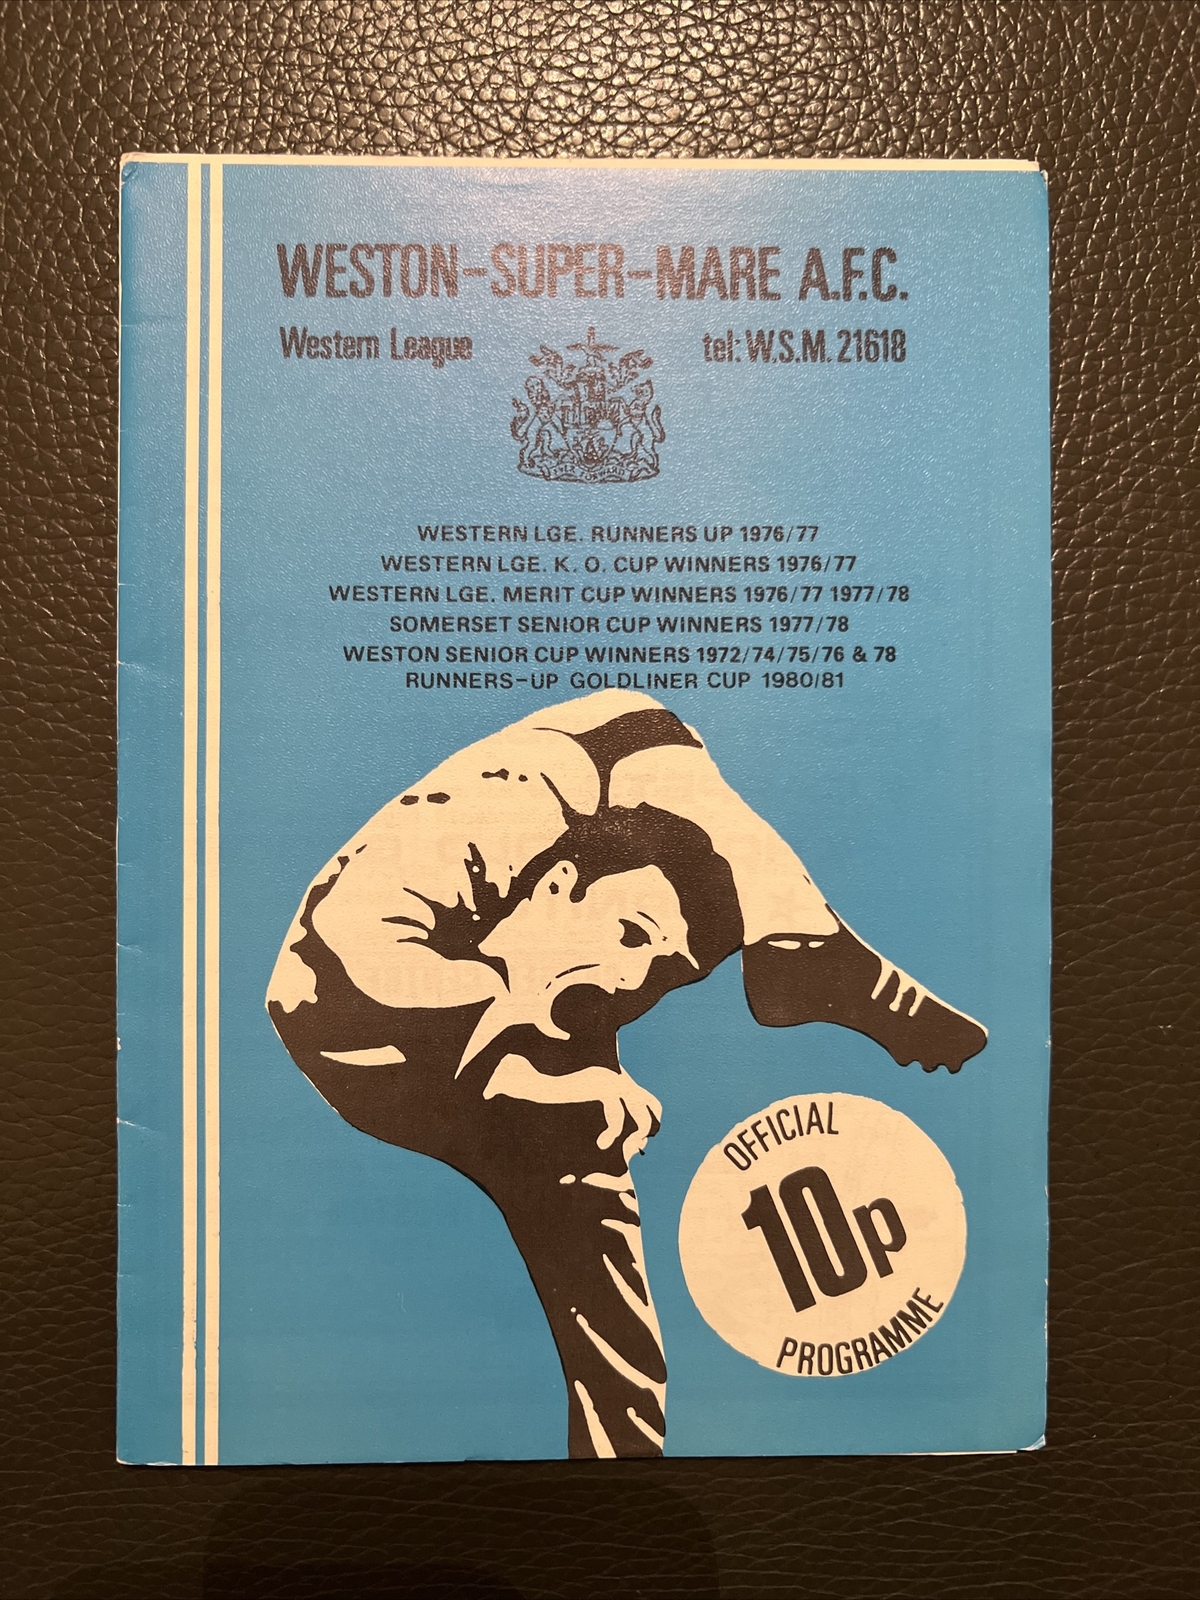 WESTON-SUPER-MARE A.F.C.
Western League
tel: W.S.M. 21618
EVER FORWARD
WESTERN LGE. RUNNERS UP 1976/77
WESTERN LGE. K. O. CUP WINNERS 1976/77
WESTERN LGE. MERIT CUP WINNERS 1976/77 1977/78
SOMERSET SENIOR CUP WINNERS 1977/78
WESTON SENIOR CUP WINNERS 1972/74/75/76 & 78
RUNNERS-UP GOLDLINER CUP 1980/81
OFFICIAL
10p
PROGRAMME